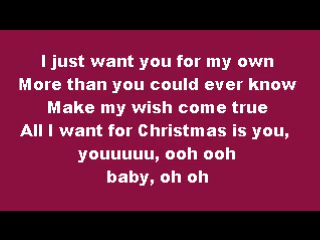 I just want you for my own
More than you could ever know
Make my wish come true
All I want for Christmas is you,
youuuuu, ooh ooh
baby, oh oh